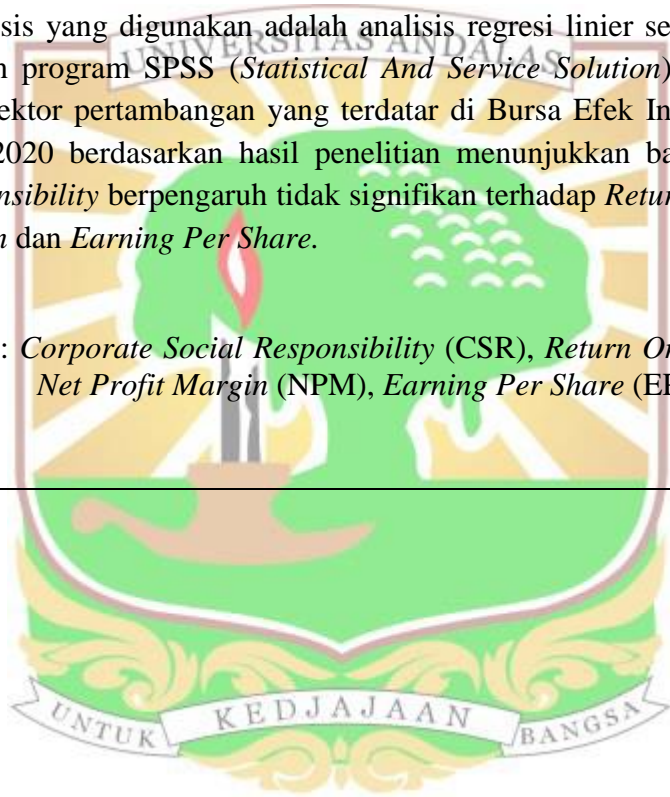 sis yang digunakan adalah analisis regresi linier se
UNIVERSITAS ANDALAS
program SPSS (Statistical And Service Solution)
ektor pertambangan yang terdatar di Bursa Efek In
2020 berdasarkan hasil penelitian menunjukkan ba
nsibility berpengaruh tidak signifikan terhadap Retur
dan Earning Per Share.
: Corporate Social Responsibility (CSR), Return On
Net Profit Margin (NPM), Earning Per Share (E
UNTUK KEDJAJAAN BANGSA